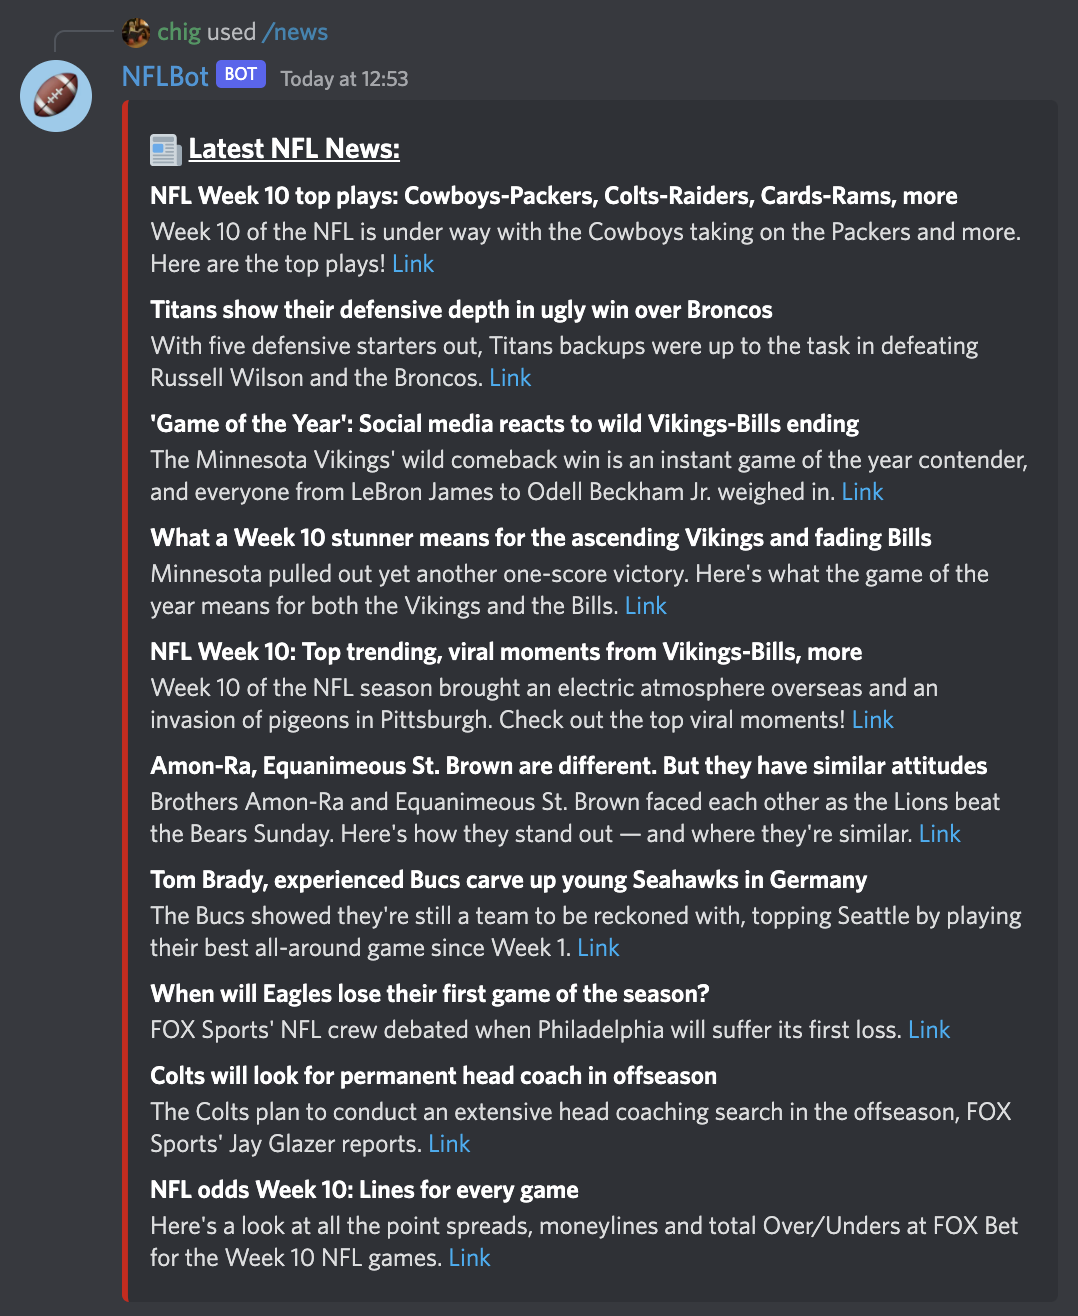 chig used /news
NFLBot BOT Today at 12:53
Latest NFL News:
NFL Week 10 top plays: Cowboys-Packers, Colts-Raiders, Cards-Rams, more
Week 10 of the NFL is under way with the Cowboys taking on the Packers and more.
Here are the top plays! Link
Titans show their defensive depth in ugly win over Broncos
With five defensive starters out, Titans backups were up to the task in defeating
Russell Wilson and the Broncos. Link
'Game of the Year': Social media reacts to wild Vikings-Bills ending
The Minnesota Vikings' wild comeback win is an instant game of the year contender,
and everyone from LeBron James to Odell Beckham Jr. weighed in. Link
What a Week 10 stunner means for the ascending Vikings and fading Bills
Minnesota pulled out yet another one-score victory. Here's what the game of the
year means for both the Vikings and the Bills. Link
NFL Week 10: Top trending, viral moments from Vikings-Bills, more
Week 10 of the NFL season brought an electric atmosphere overseas and an
invasion of pigeons in Pittsburgh. Check out the top viral moments! Link
Amon-Ra, Equanimeous St. Brown are different. But they have similar attitudes
Brothers Amon-Ra and Equanimeous St. Brown faced each other as the Lions beat
the Bears Sunday. Here's how they stand out — and where they're similar. Link
Tom Brady, experienced Bucs carve up young Seahawks in Germany
The Bucs showed they're still a team to be reckoned with, topping Seattle by playing
their best all-around game since Week 1. Link
When will Eagles lose their first game of the season?
FOX Sports' NFL crew debated when Philadelphia will suffer its first loss. Link
Colts will look for permanent head coach in offseason
The Colts plan to conduct an extensive head coaching search in the offseason, FOX
Sports' Jay Glazer reports. Link
NFL odds Week 10: Lines for every game
Here's a look at all the point spreads, moneylines and total Over/Unders at FOX Bet
for the Week 10 NFL games. Link